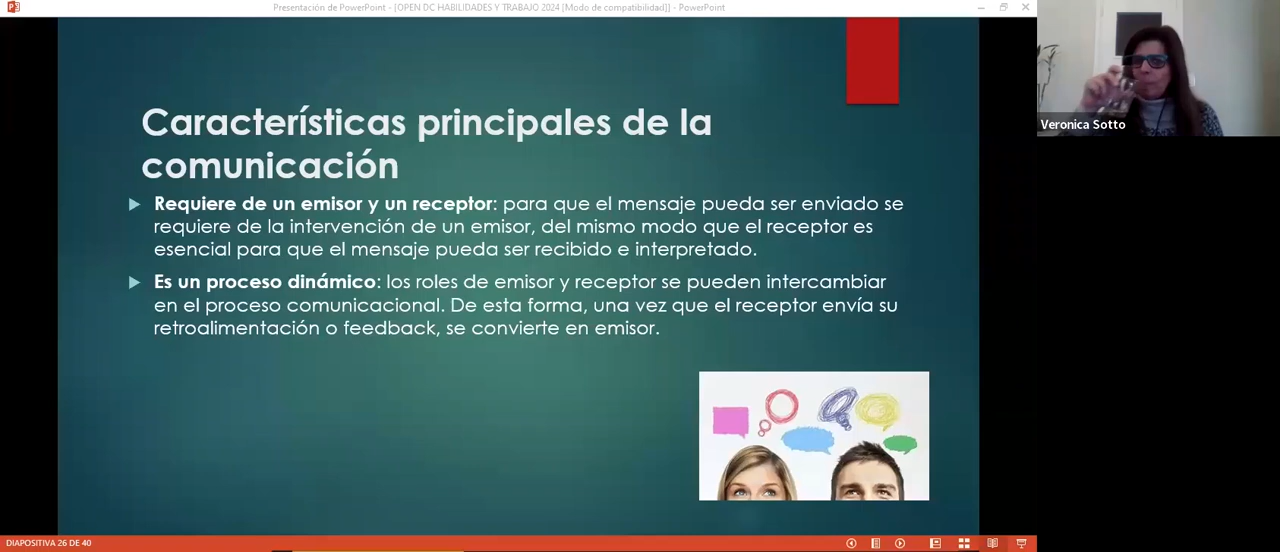 Presentación de PowerPoint - [OPEN DC HABILIDADES Y TRABAJO 2024 [Modo de compatibilidad]] - PowerPoint
Veronica Sotto
Características principales de la
comunicación
Requiere de un emisor y un receptor: para que el mensaje pueda ser enviado se
requiere de la intervención de un emisor, del mismo modo que el receptor es
esencial para que el mensaje pueda ser recibido e interpretado.
Es un proceso dinámico: los roles de emisor y receptor se pueden intercambiar
en el proceso comunicacional. De esta forma, una vez que el receptor envía su
retroalimentación o feedback, se convierte en emisor.
DIAPOSITIVA 26 DE 40